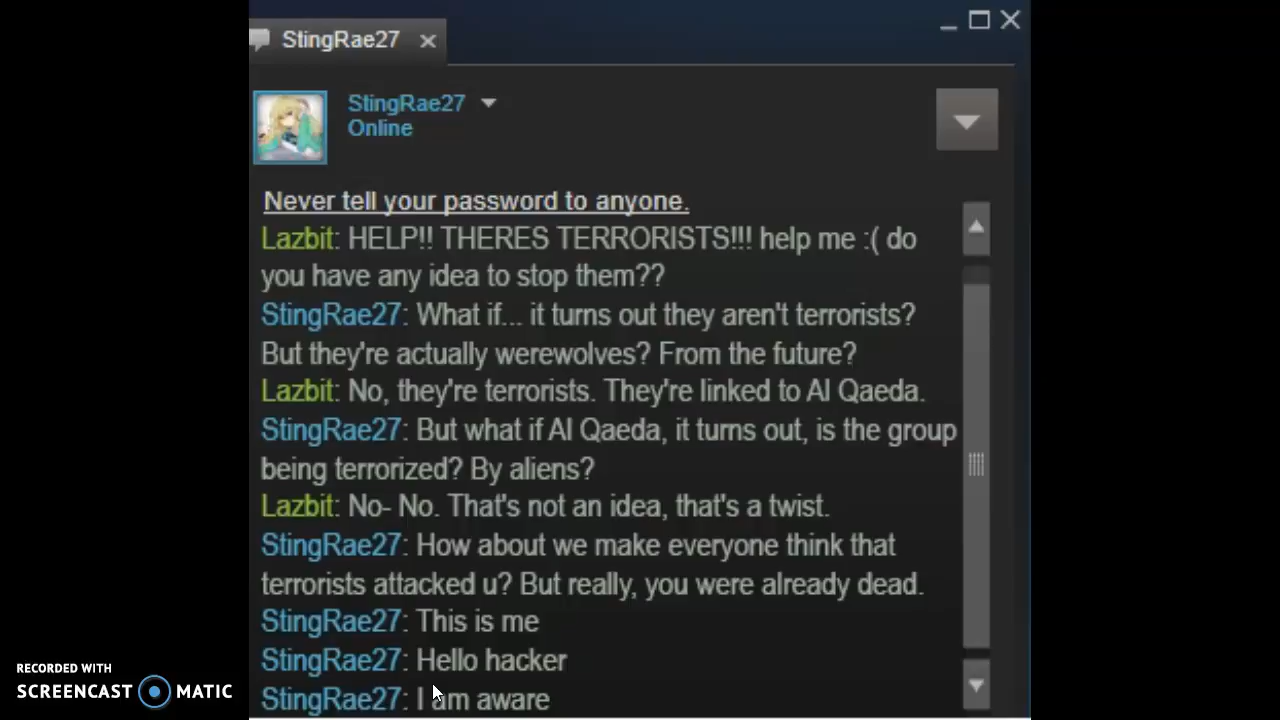 StingRae27
StingRae27
Online
Never tell your password to anyone.
Lazbit: HELP!! THERES TERRORISTS!!! help me :( do
you have any idea to stop them??
StingRae27: What if... it turns out they aren't terrorists?
But they're actually werewolves? From the future?
Lazbit: No, they're terrorists. They're linked to Al Qaeda.
StingRae27: But what if Al Qaeda, it turns out, is the group
being terrorized? By aliens?
Lazbit: No- No. That's not an idea, that's a twist.
StingRae27: How about we make everyone think that
terrorists attacked u? But really, you were already dead.
StingRae27: This is me
StingRae27: Hello hacker
StingRae27: I am aware
RECORDED WITH
SCREENCAST MATIC